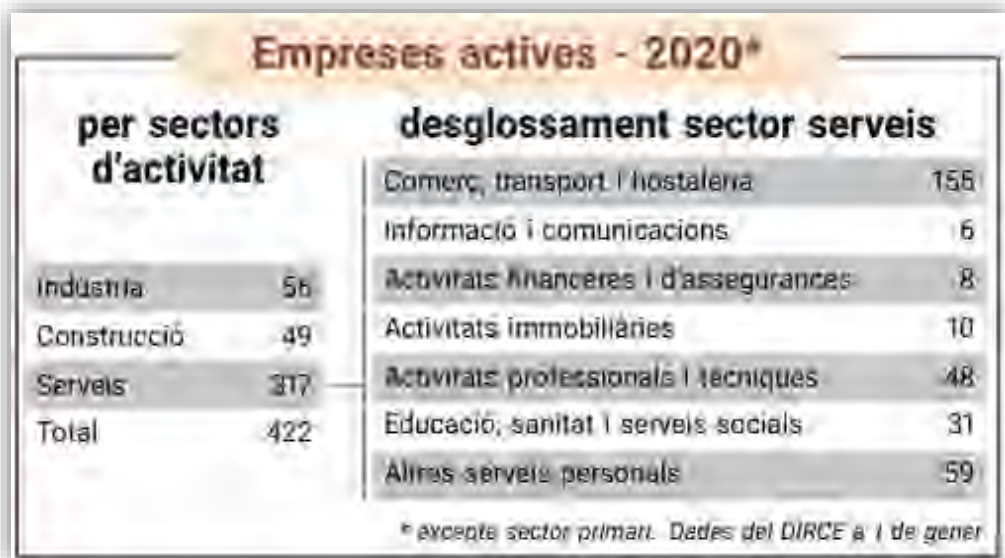 Empreses actives - 2020*
per sectors
d'activitat
Indústria 56
Construcció 49
Serveis 317
Total 422
desglossament sector serveis
Comerç, transport i hostaleria 155
Informació i comunicacions 6
Activitats financeres i d'assegurances 8
Activitats immobiliàries 10
Activitats professionals i tècniques 48
Educació, sanitat i serveis socials 31
Altres serveis personals 59
* excepte sector primari. Dades del DIRCE a 1 de gener